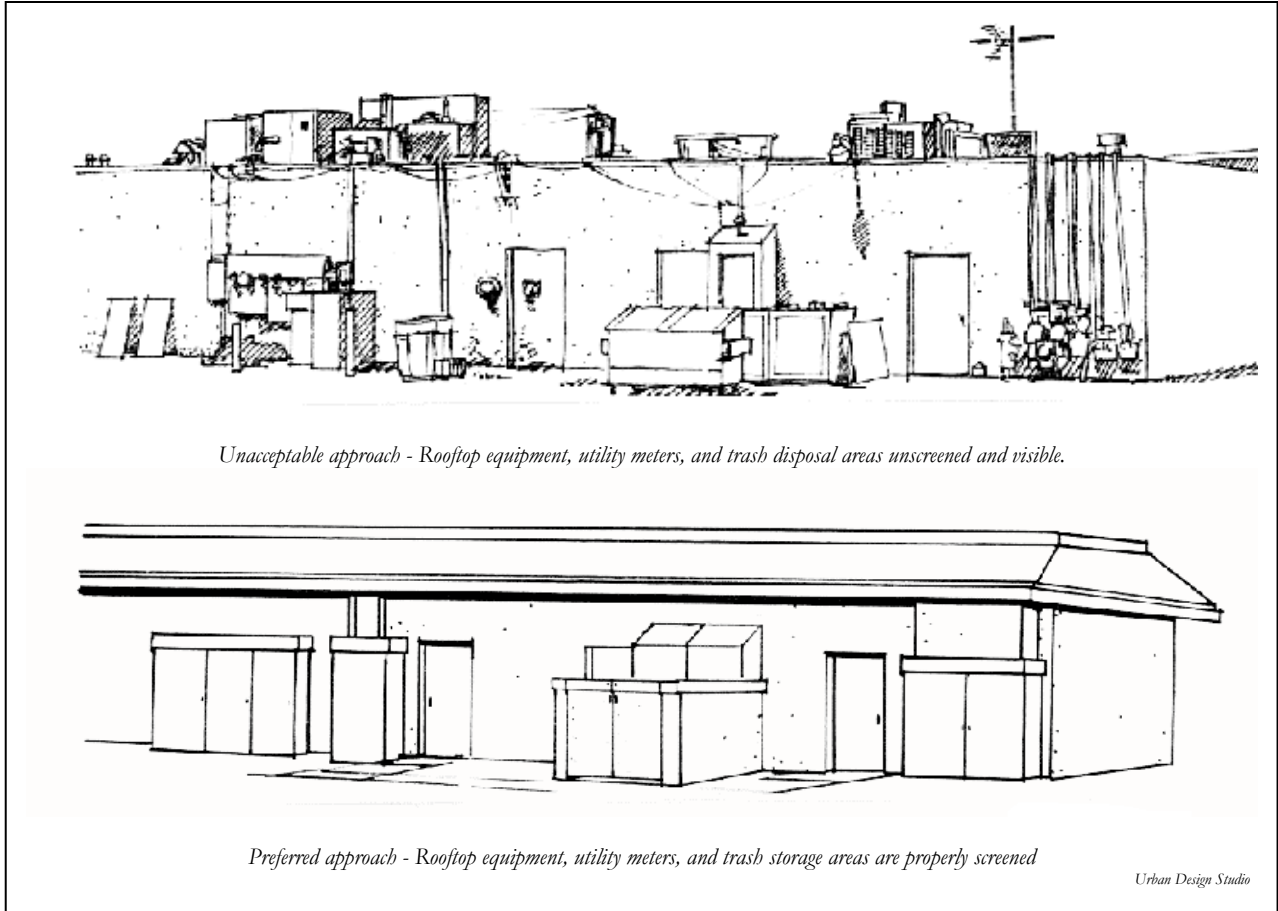 Unacceptable approach - Rooftop equipment, utility meters, and trash disposal areas unscreened and visible.
Preferred approach - Rooftop equipment, utility meters, and trash storage areas are properly screened
Urban Design Studio